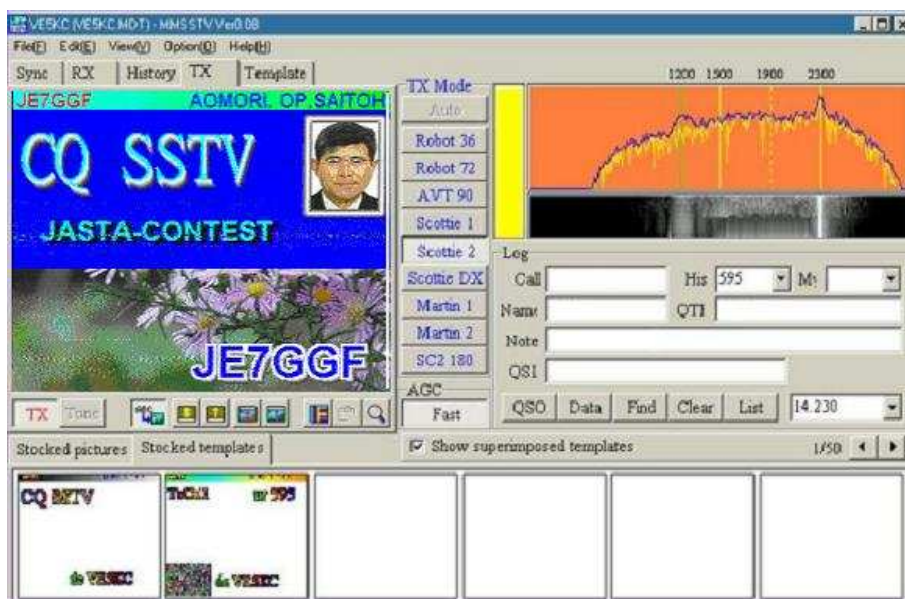 VE5KC (VE5KC.MDT) - MMSSTV Ver0.08
File(F) Edit(E) View(V) Option(O) Help(H)
Sync RX History TX Template
JE7GGF AOMORI. OP.SAITOH
CQ SSTV
JASTA-CONTEST
JE7GGF
TX Tune
TX Mode
Auto
Robot 36
Robot 72
AVT 90
Scottie 1
Scottie 2
Scottie DX
Martin 1
Martin 2
SC2 180
AGC
Fast
1200 1500 1900 2300
Log
Call His 595 My
Name QTH
Note
QSL
QSO Data Find Clear List 14.230
Stocked pictures Stocked templates
Show superimposed templates 1/50
CQ SSTV
de VE5KC
ur 595
de VE5KC